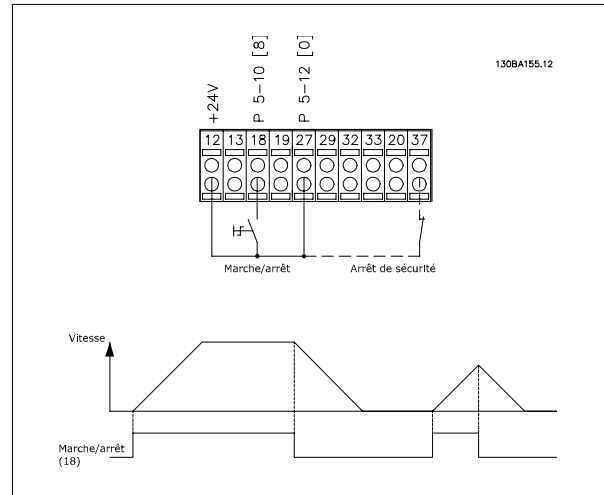 130BA155.12
+24V
P 5-10 [8]
P 5-12 [0]
12 13 18 19 27 29 32 33 20 37
Marche/arrêt
Arrêt de sécurité
Vitesse
Marche/arrêt
(18)